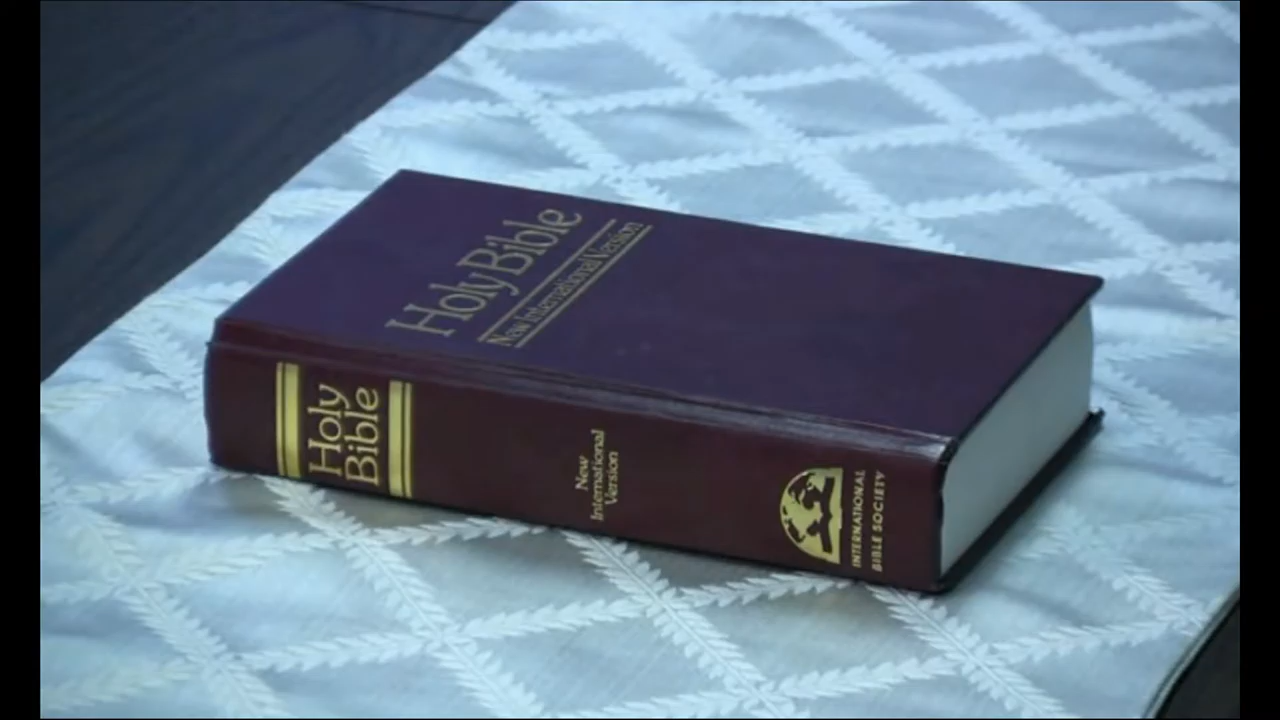 Holy Bible
New International Version
Holy
Bible
New
International
Version
INTERNATIONAL
BIBLE SOCIETY